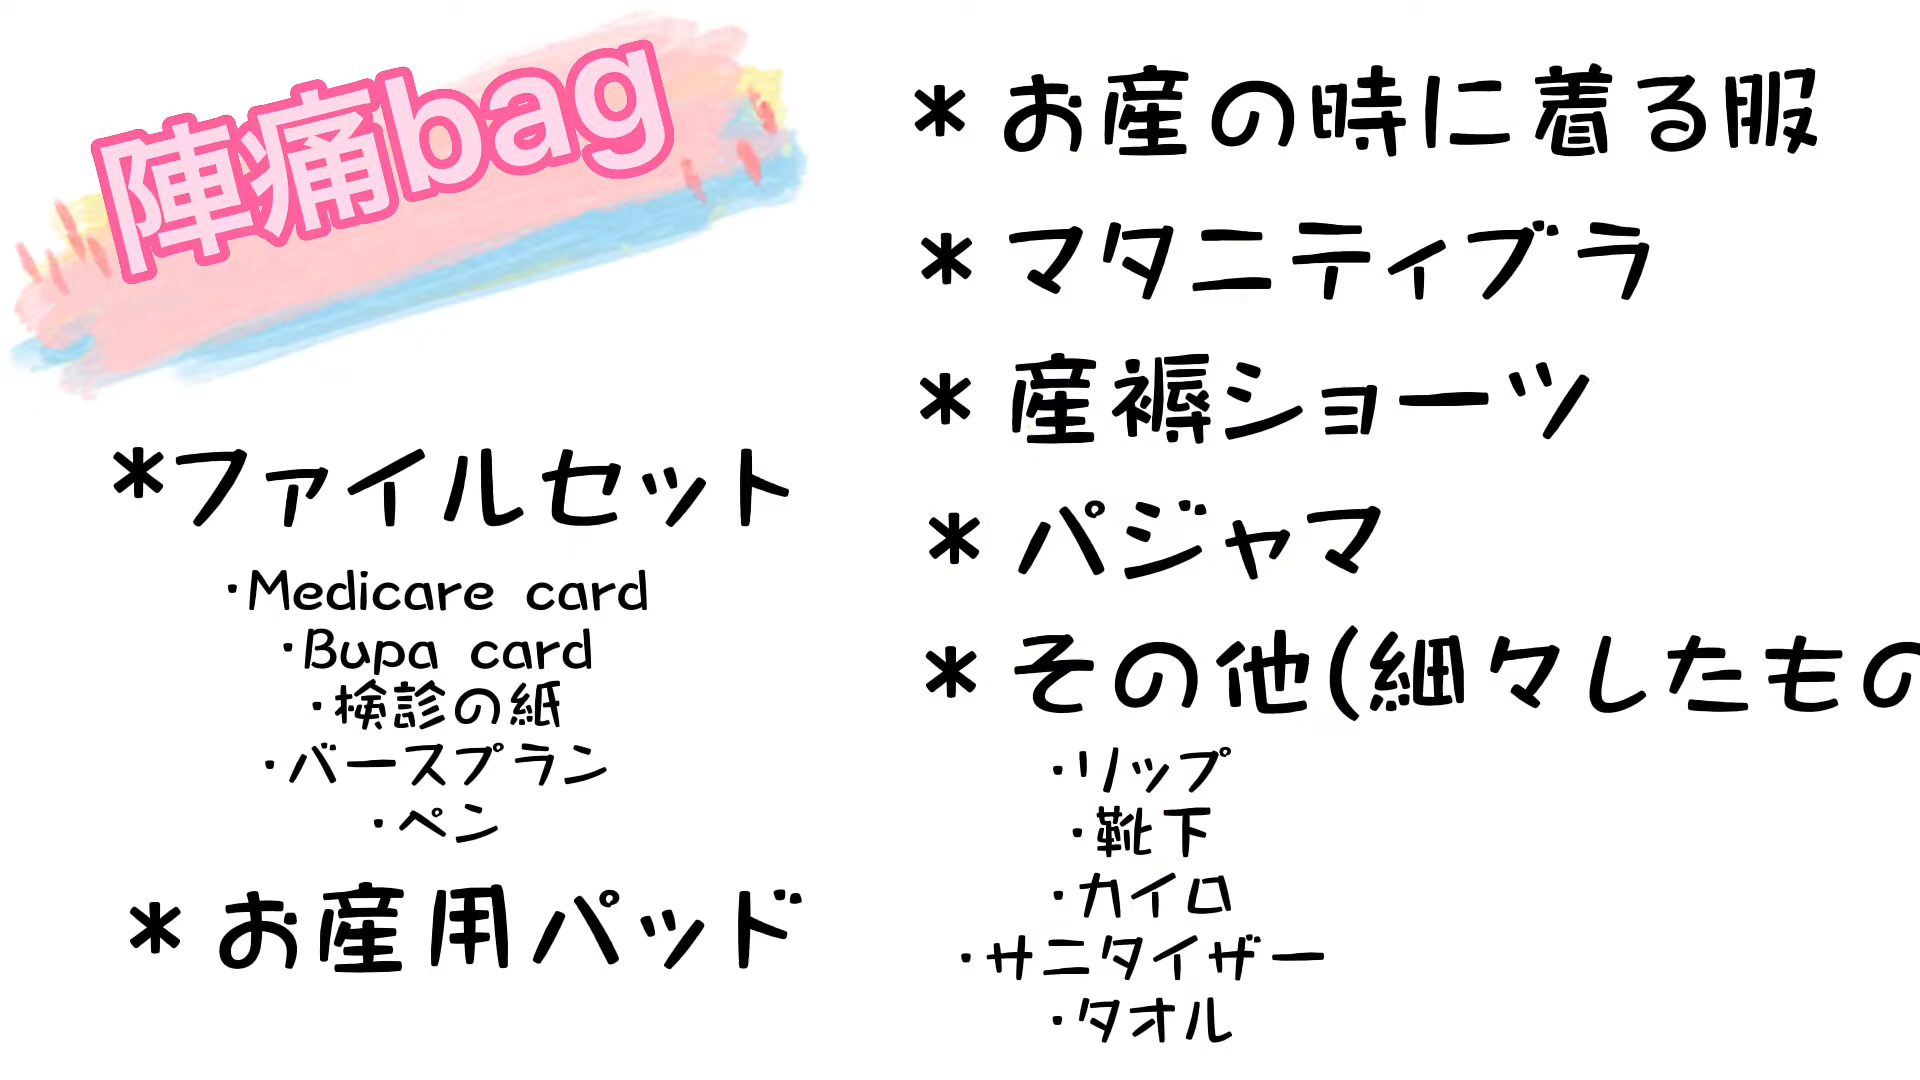 陣痛bag
*ファイルセット
・Medicare card
・Bupa card
・検診の紙
・バースプラン
・ペン
* お産用パッド
* お産の時に着る服
* マタニティブラ
* 産褥ショーツ
* パジャマ
* その他(細々したもの
・リップ
・靴下
・カイロ
・サニタイザー
・タオル